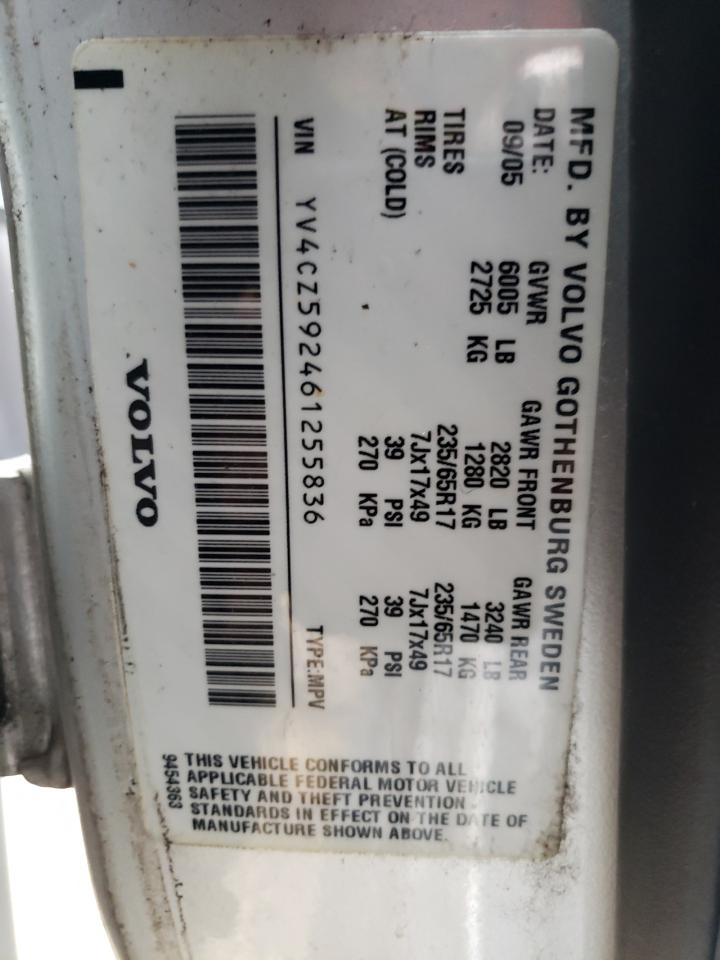 MFD. BY VOLVO GOTHENBURG SWEDEN
DATE: GVWR GAWR FRONT GAWR REAR
09/05 6005 LB 2820 LB 3240 LB
2725 KG 1280 KG 1470 KG
TIRES 235/65R17 235/65R17
RIMS 7Jx17x49 7Jx17x49
AT (COLD) 39 PSI 39 PSI
270 KPa 270 KPa
VIN YV4CZ592461255836 TYPE:MPV
VOLVO
THIS VEHICLE CONFORMS TO ALL
APPLICABLE FEDERAL MOTOR VEHICLE
SAFETY AND THEFT PREVENTION
STANDARDS IN EFFECT ON THE DATE OF
MANUFACTURE SHOWN ABOVE.
9454363